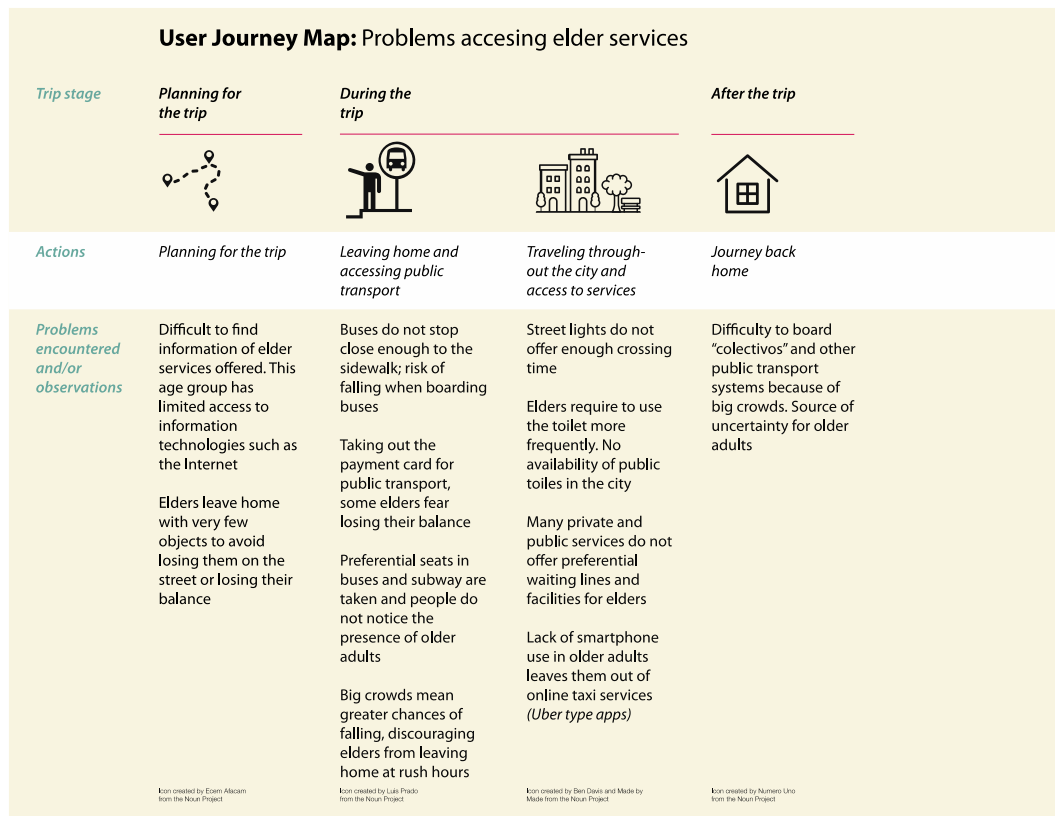 User Journey Map: Problems accesing elder services
Trip stage
Planning for
the trip
During the
trip
After the trip
Actions
Planning for the trip
Leaving home and
accessing public
transport
Traveling through-
out the city and
access to services
Journey back
home
Problems
encountered
and/or
observations
Difficult to find
information of elder
services offered. This
age group has
limited access to
information
technologies such as
the Internet
Elders leave home
with very few
objects to avoid
losing them on the
street or losing their
balance
Buses do not stop
close enough to the
sidewalk; risk of
falling when boarding
buses
Taking out the
payment card for
public transport,
some elders fear
losing their balance
Preferential seats in
buses and subway are
taken and people do
not notice the
presence of older
adults
Big crowds mean
greater chances of
falling, discouraging
elders from leaving
home at rush hours
Street lights do not
offer enough crossing
time
Elders require to use
the toilet more
frequently. No
availability of public
toiles in the city
Many private and
public services do not
offer preferential
waiting lines and
facilities for elders
Lack of smartphone
use in older adults
leaves them out of
online taxi services
(Uber type apps)
Difficulty to board
“colectivos” and other
public transport
systems because of
big crowds. Source of
uncertainty for older
adults
Icon created by Ecem Afacam
from the Noun Project
Icon created by Luis Prado
from the Noun Project
Icon created by Ben Davis and Made by
Made from the Noun Project
Icon created by Numero Uno
from the Noun Project